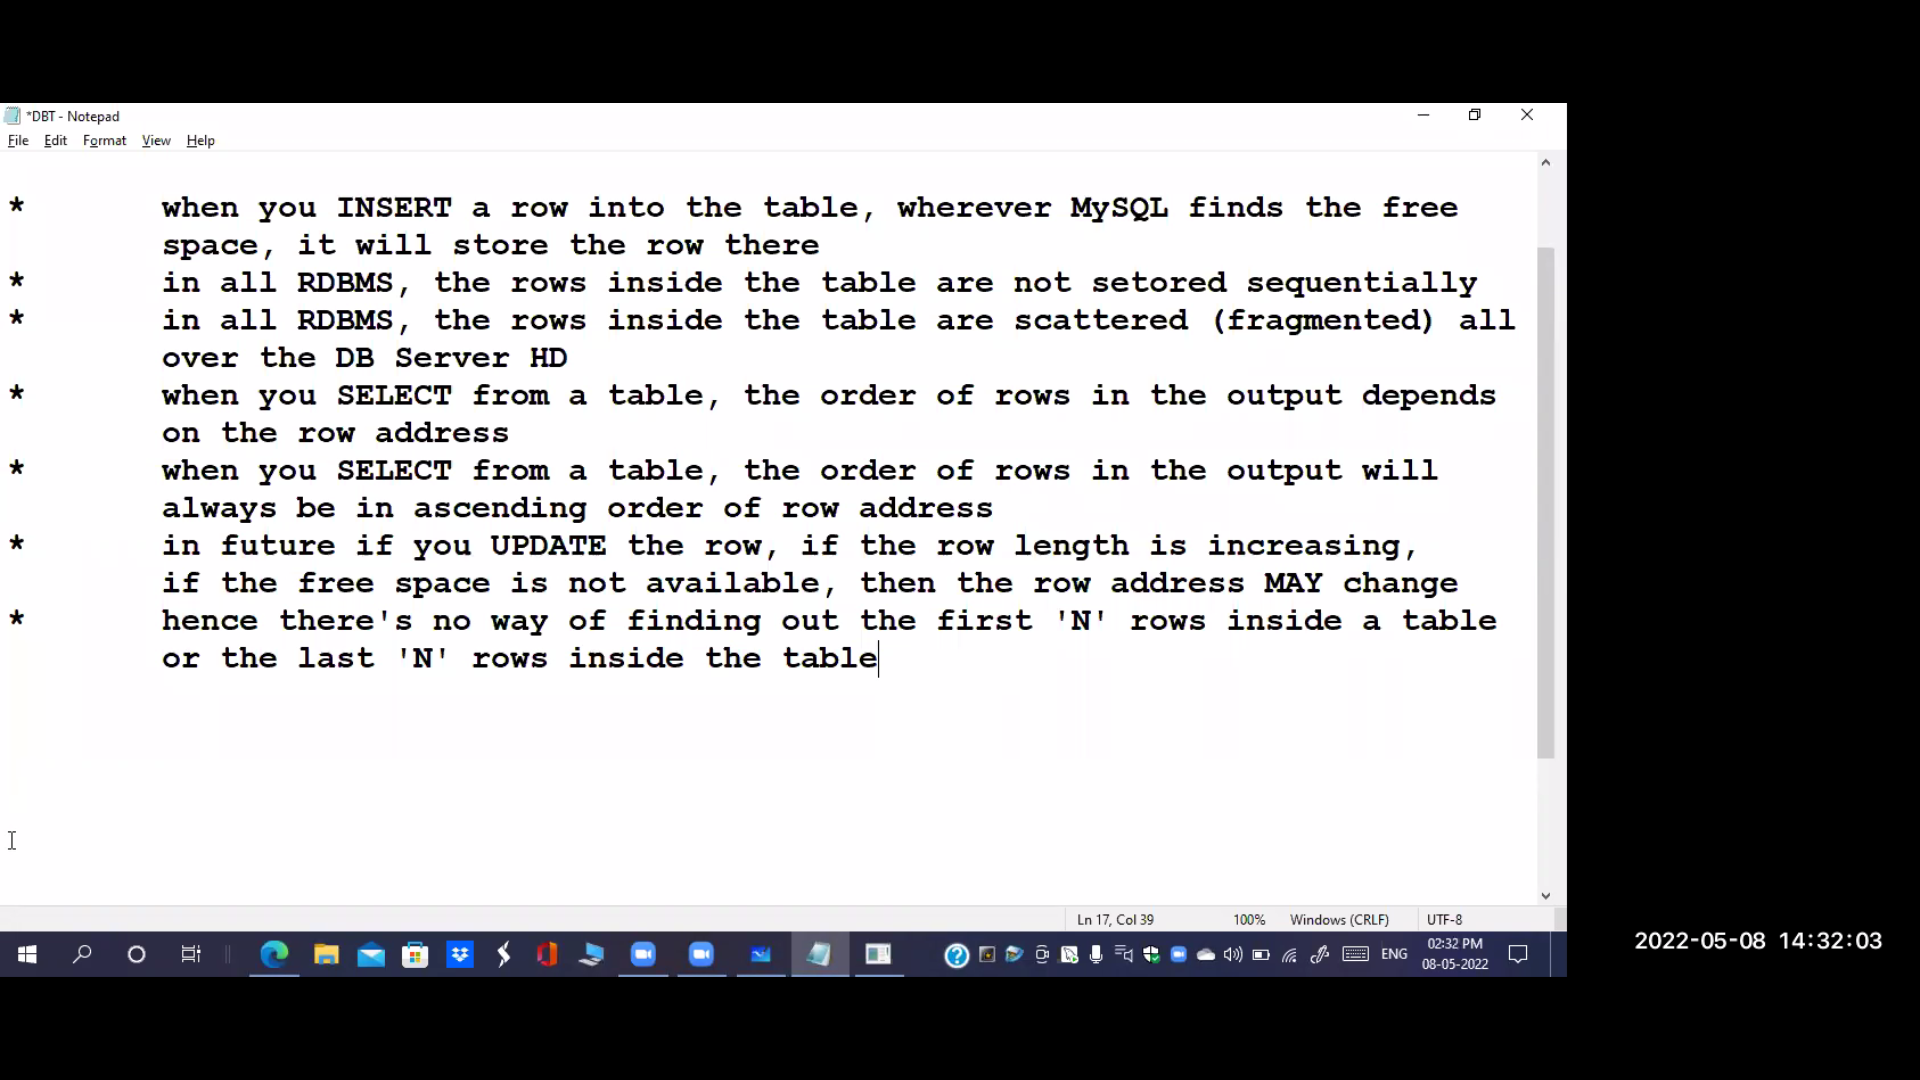 *DBT - Notepad
File Edit Format View Help
* when you INSERT a row into the table, wherever MySQL finds the free
space, it will store the row there
* in all RDBMS, the rows inside the table are not setored sequentially
* in all RDBMS, the rows inside the table are scattered (fragmented) all
over the DB Server HD
* when you SELECT from a table, the order of rows in the output depends
on the row address
* when you SELECT from a table, the order of rows in the output will
always be in ascending order of row address
* in future if you UPDATE the row, if the row length is increasing,
if the free space is not available, then the row address MAY change
* hence there's no way of finding out the first 'N' rows inside a table
or the last 'N' rows inside the table
Ln 17, Col 39 100% Windows (CRLF) UTF-8
ENG
02:32 PM
08-05-2022
2022-05-08 14:32:03